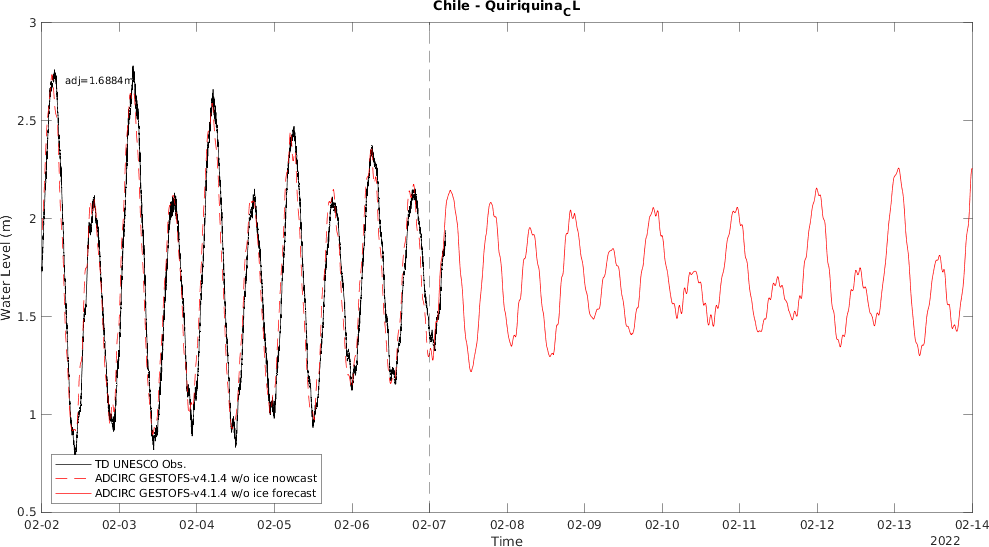 Chile - Quiriquina_CL
3
2.5
2
1.5
1
0.5
Water Level (m)
adj=1.6884m
TD UNESCO Obs.
ADCIRC GESTOFS-v4.1.4 w/o ice nowcast
ADCIRC GESTOFS-v4.1.4 w/o ice forecast
02-02 02-03 02-04 02-05 02-06 02-07 02-08 02-09 02-10 02-11 02-12 02-13 02-14
Time
2022